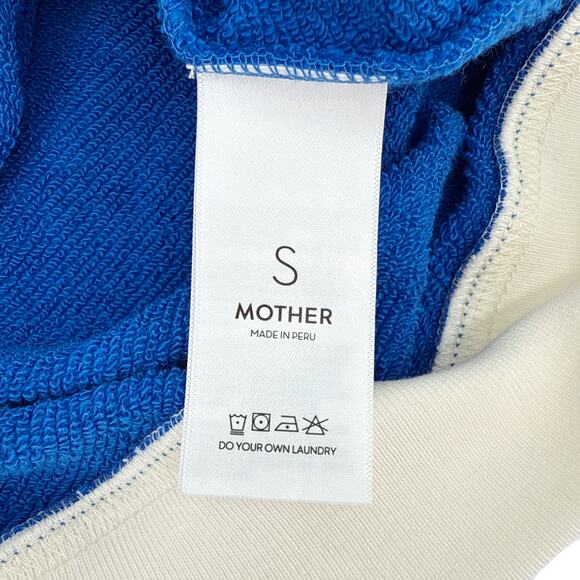 S
MOTHER
MADE IN PERU
DO YOUR OWN LAUNDRY